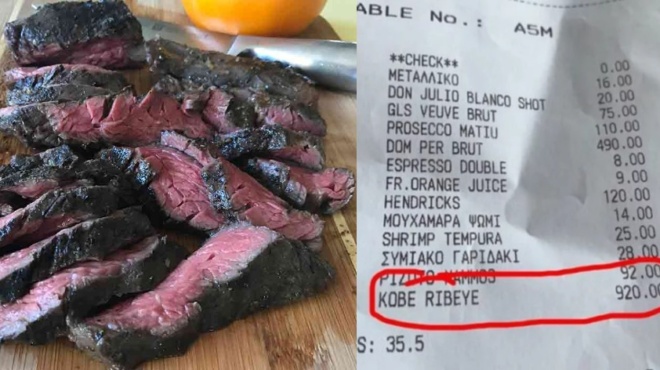 ABLE No.: A5M
**CHECK** 0.00
ΜΕΤΑΛΛΙΚΟ 16.00
DON JULIO BLANCO SHOT 20.00
GLS VEUVE BRUT 75.00
PROSECCO MATIU 110.00
DOM PER BRUT 490.00
ESPRESSO DOUBLE 8.00
FR.ORANGE JUICE 9.00
HENDRICKS 120.00
ΜΟΥΧΑΜΑΡΑ ΨΩΜΙ 14.00
SHRIMP TEMPURA 25.00
ΣΥΜΙΑΚΟ ΓΑΡΙΔΑΚΙ 28.00
ΡΙΖΟΤΟ NAMMOS 92.00
KOBE RIBEYE 920.00
S: 35.5